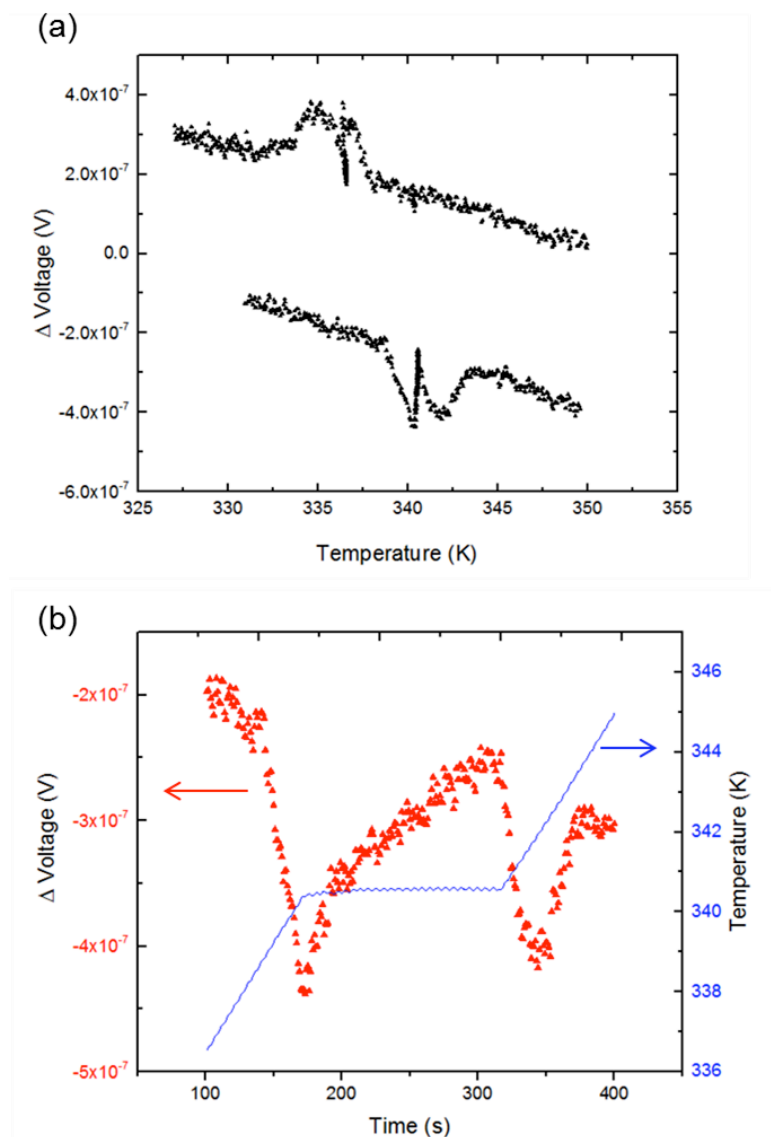 (a)
4.0x10⁻⁷
2.0x10⁻⁷
0.0
-2.0x10⁻⁷
-4.0x10⁻⁷
-6.0x10⁻⁷
Δ Voltage (V)
325 330 335 340 345 350 355
Temperature (K)
(b)
-2x10⁻⁷
-3x10⁻⁷
-4x10⁻⁷
-5x10⁻⁷
Δ Voltage (V)
346
344
342
340
338
336
Temperature (K)
100 200 300 400
Time (s)